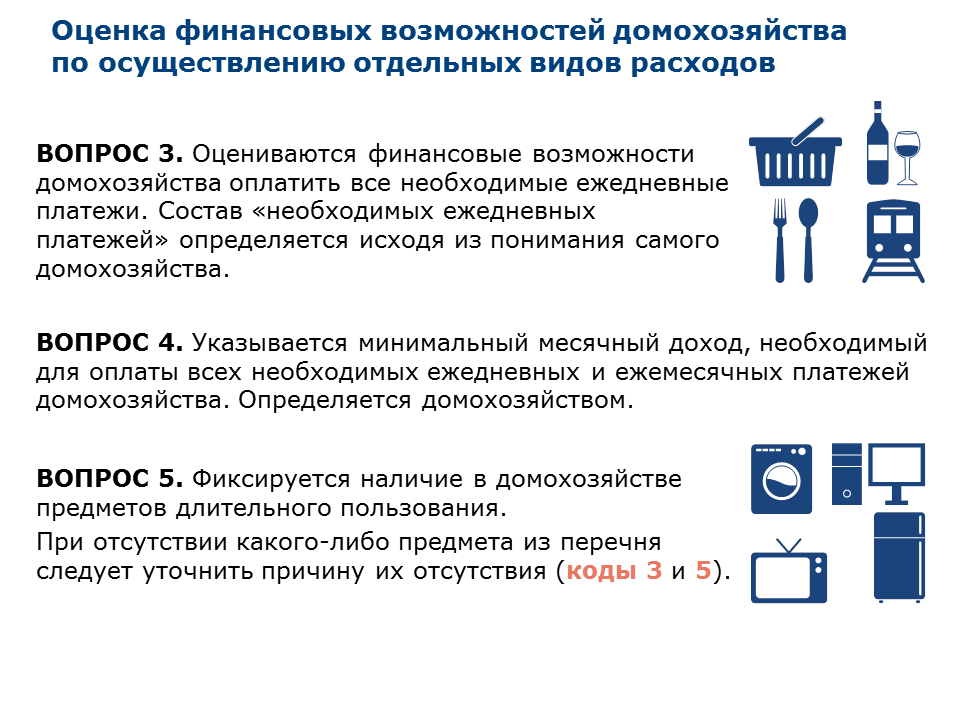 Оценка финансовых возможностей домохозяйства
по осуществлению отдельных видов расходов
ВОПРОС 3. Оцениваются финансовые возможности
домохозяйства оплатить все необходимые ежедневные
платежи. Состав «необходимых ежедневных
платежей» определяется исходя из понимания самого
домохозяйства.
ВОПРОС 4. Указывается минимальный месячный доход, необходимый
для оплаты всех необходимых ежедневных и ежемесячных платежей
домохозяйства. Определяется домохозяйством.
ВОПРОС 5. Фиксируется наличие в домохозяйстве
предметов длительного пользования.
При отсутствии какого-либо предмета из перечня
следует уточнить причину их отсутствия (коды 3 и 5).